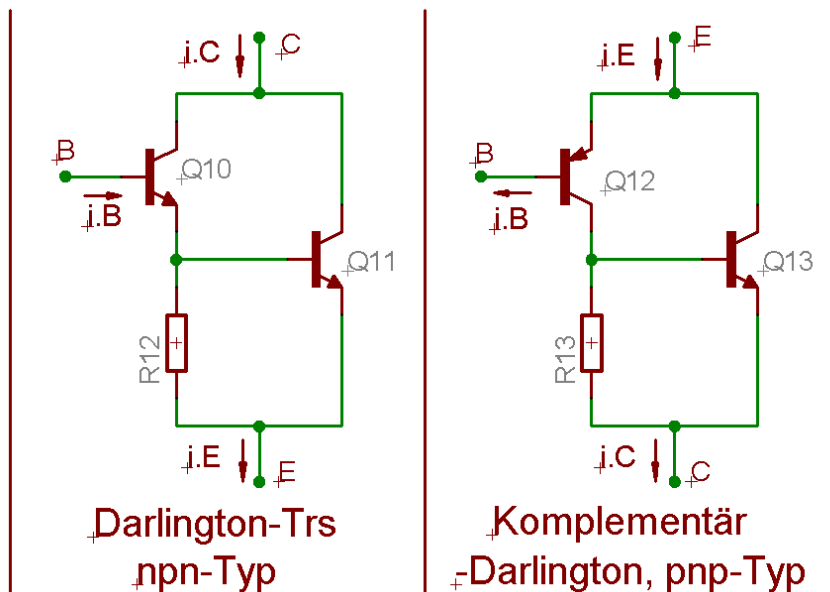 i.C
C
B
Q10
i.B
Q11
R12
i.E
E
Darlington-Trs
npn-Typ
i.E
E
B
Q12
i.B
Q13
R13
i.C
C
Komplementär
-Darlington, pnp-Typ